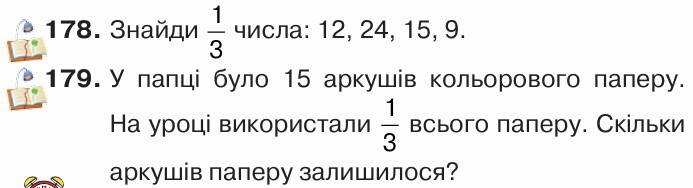 178. Знайди 1/3 числа: 12, 24, 15, 9.
179. У папці було 15 аркушів кольорового паперу.
На уроці використали 1/3 всього паперу. Скільки
аркушів паперу залишилося?